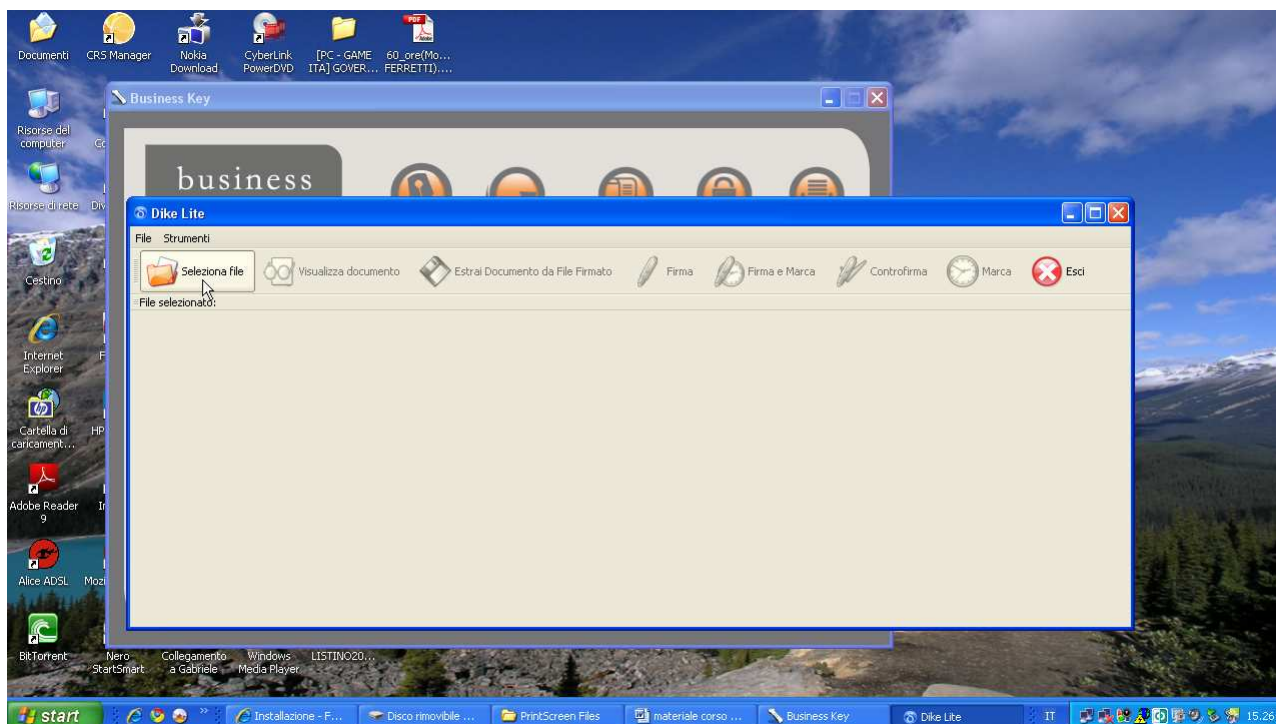 Documenti
CRS Manager
Nokia
Download
CyberLink
PowerDVD
[PC - GAME
ITA] GOVER...
60_ore(Mo...
FERRETTI)....
Risorse del
computer
Risorse di rete
Cestino
Internet
Explorer
Cartella di
caricament...
HP
Adobe Reader
9
Alice ADSL
Mozi
BitTorrent
Nero
StartSmart
Collegamento
a Gabriele
Windows
Media Player
LISTINO20...
Business Key
business
Dike Lite
File Strumenti
Seleziona file Visualizza documento Estrai Documento da File Firmato Firma Firma e Marca Controfirma Marca Esci
File selezionato:
start Installazione - F... Disco rimovibile ... PrintScreen Files materiale corso ... Business Key Dike Lite IT 15.26